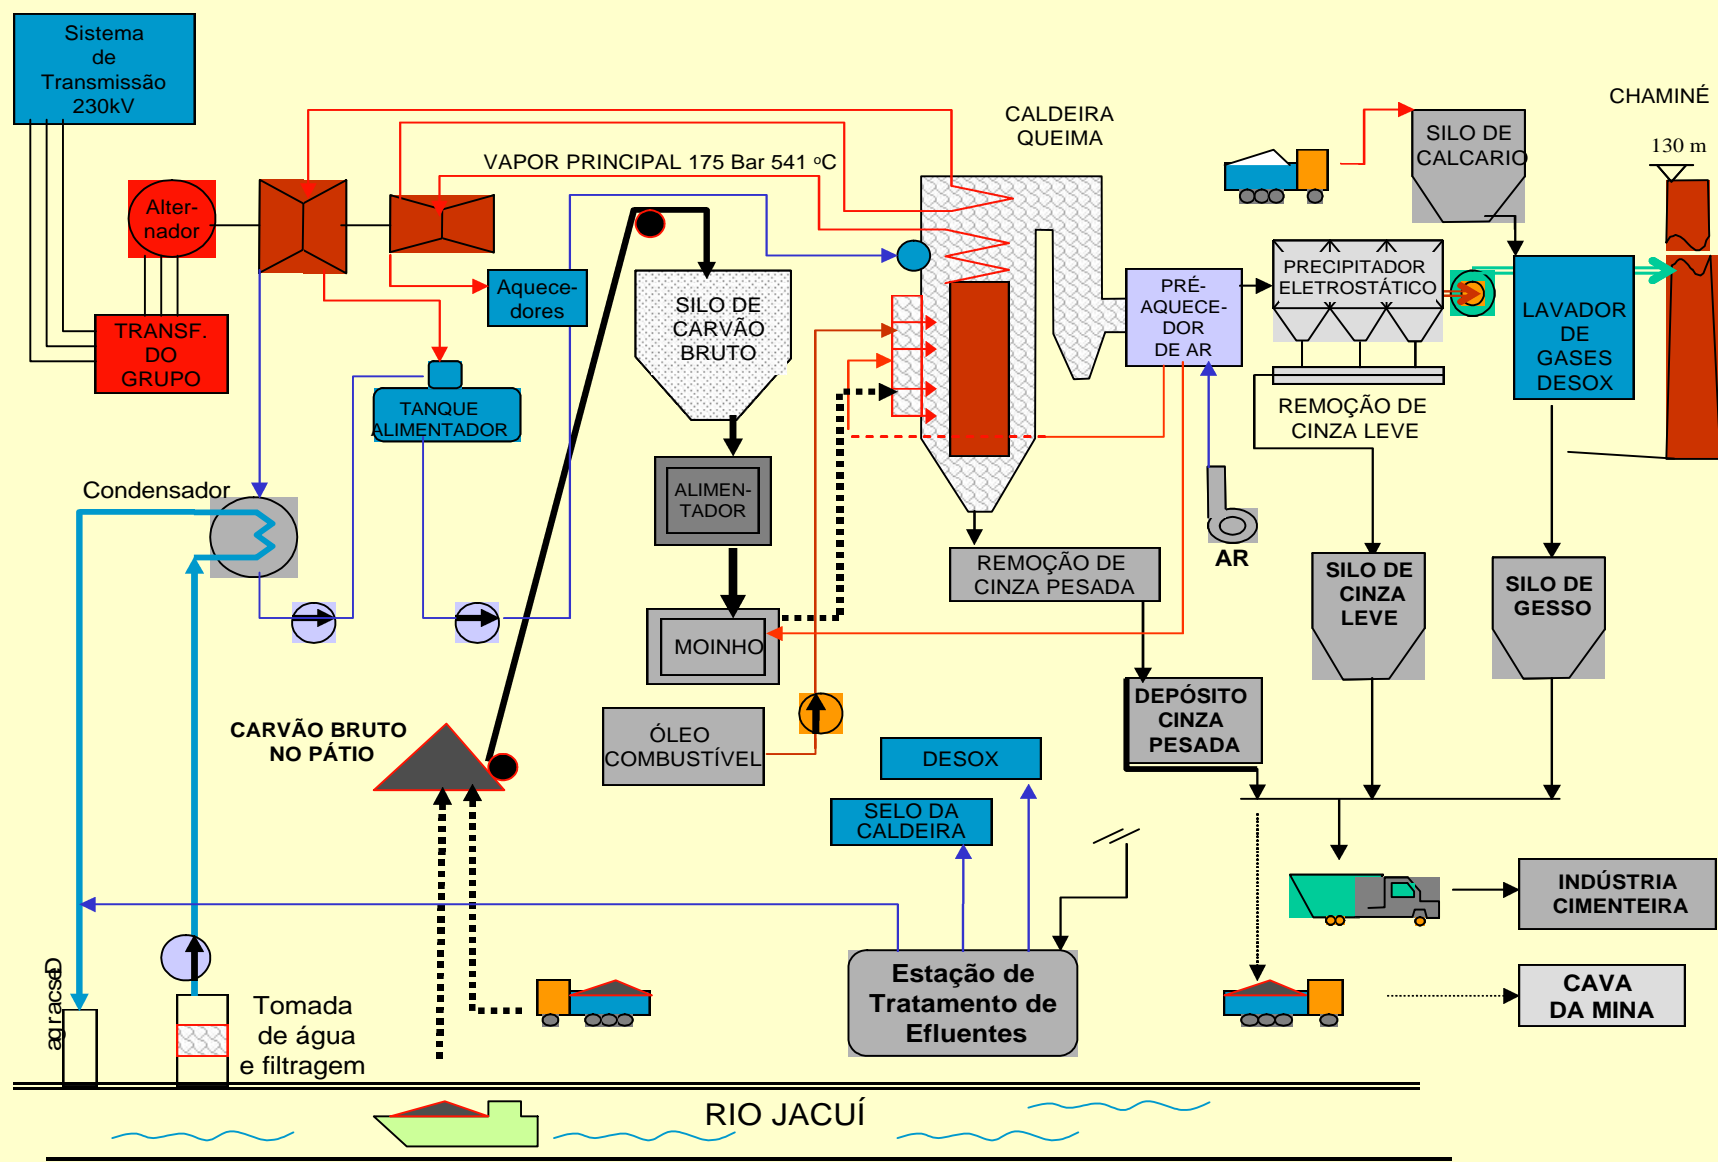 Sistema
de
Transmissão
230kV
CHAMINÉ
130 m
CALDEIRA
QUEIMA
SILO DE
CALCARIO
VAPOR PRINCIPAL 175 Bar 541 ºC
Alter-
nador
Aquece-
dores
SILO DE
CARVÃO
BRUTO
PRÉ-
AQUECE-
DOR
DE AR
PRECIPITADOR
ELETROSTÁTICO
LAVADOR
DE
GASES
DESOX
TRANSF.
DO
GRUPO
TANQUE
ALIMENTADOR
REMOÇÃO DE
CINZA LEVE
Condensador
ALIMEN-
TADOR
AR
REMOÇÃO DE
CINZA PESADA
SILO DE
CINZA
LEVE
SILO DE
GESSO
MOINHO
CARVÃO BRUTO
NO PÁTIO
ÓLEO
COMBUSTÍVEL
DEPÓSITO
CINZA
PESADA
DESOX
SELO DA
CALDEIRA
INDÚSTRIA
CIMENTEIRA
Descarga
Tomada
de água
e filtragem
Estação de
Tratamento de
Efluentes
CAVA
DA MINA
RIO JACUÍ